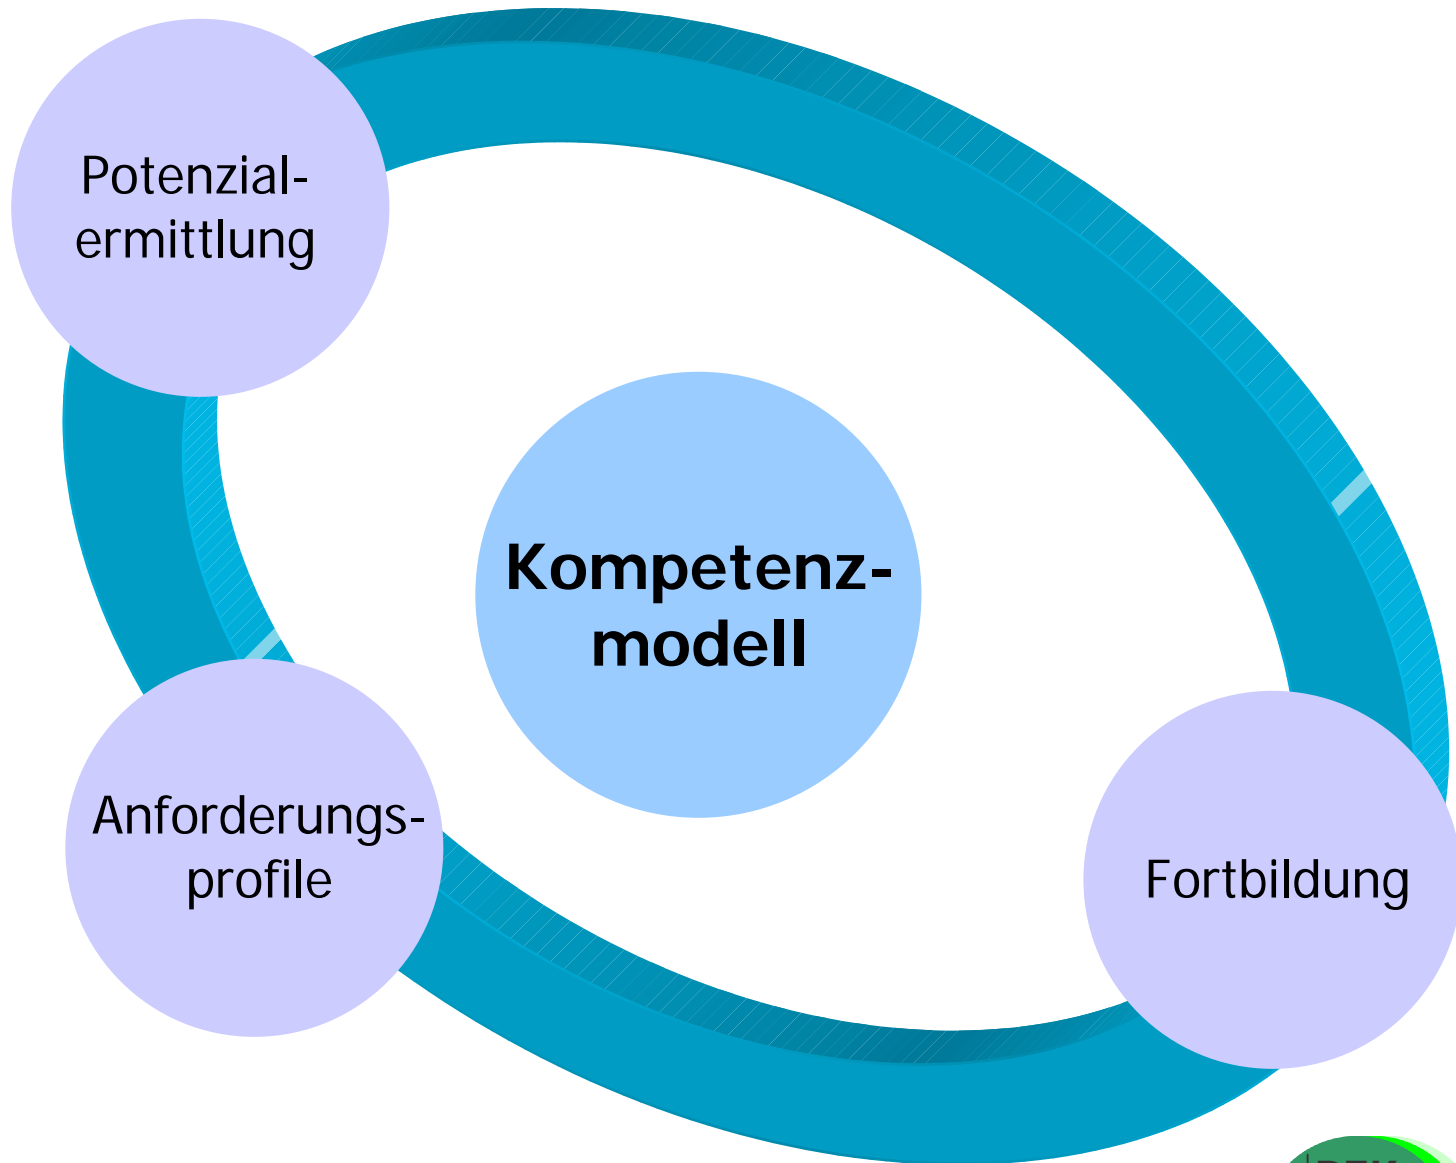 Potenzial-
ermittlung
Kompetenz-
modell
Anforderungs-
profile
Fortbildung